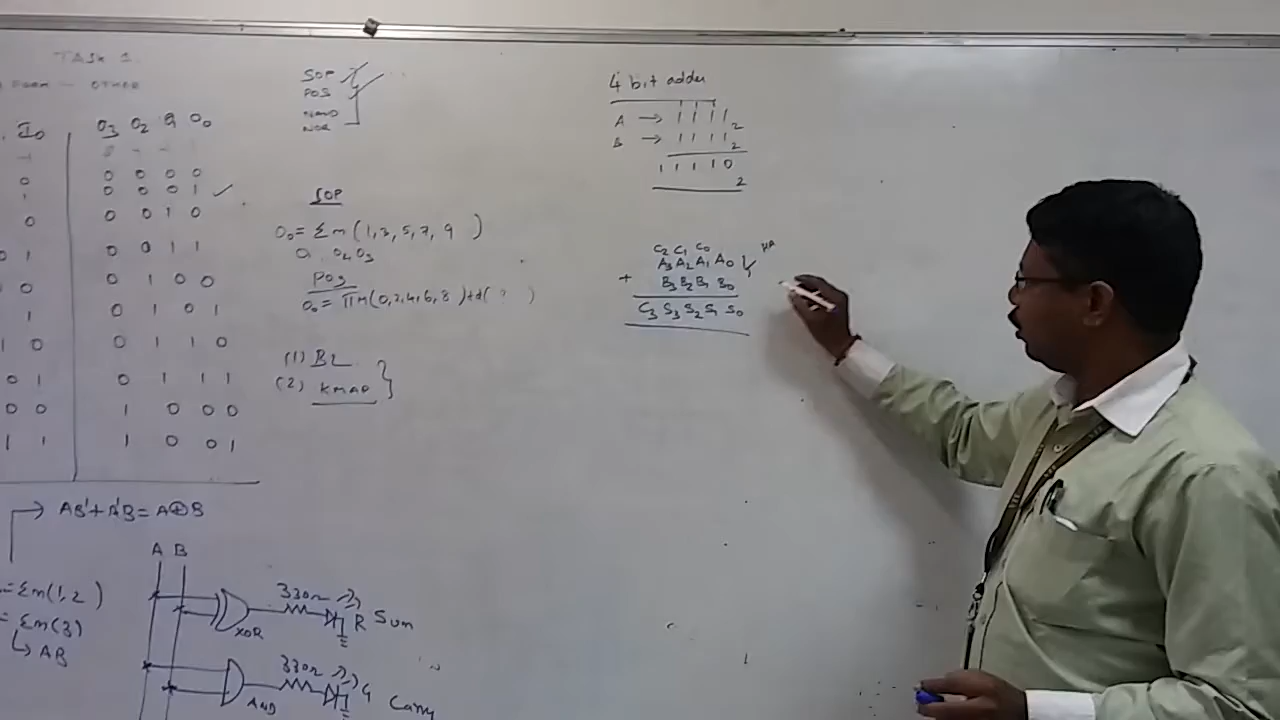 TASK 1.
OTHER
I0 O3 O2 O1 O0
0 0 0 0 0
1 0 0 0 1
0 0 0 1 0
0 1 0 0 1 1
0 0 1 0 0
1 0 1 0 1
1 0 0 1 1 0
0 1 0 1 1 1
0 0 1 0 0 0
1 1 1 0 0 1
AB'+A'B=A⊕B
=Σm(1,2)
=Σm(3)
AB
A B
330Ω R Sum
XOR
330Ω G Carry
AND
SOP
POS
NAND
NOR
SOP
O0=Σm(1,3,5,7,9)
O1 O2 O3
POS
O0=ΠM(0,2,4,6,8)+d( ? )
(1) BL
(2) KMAP
4 bit adder
A → 1 1 1 1 2
B → 1 1 1 1 2
1 1 1 1 0 2
C2 C1 C0 HA
A3 A2 A1 A0
+ B3 B2 B1 B0
C3 S3 S2 S1 S0